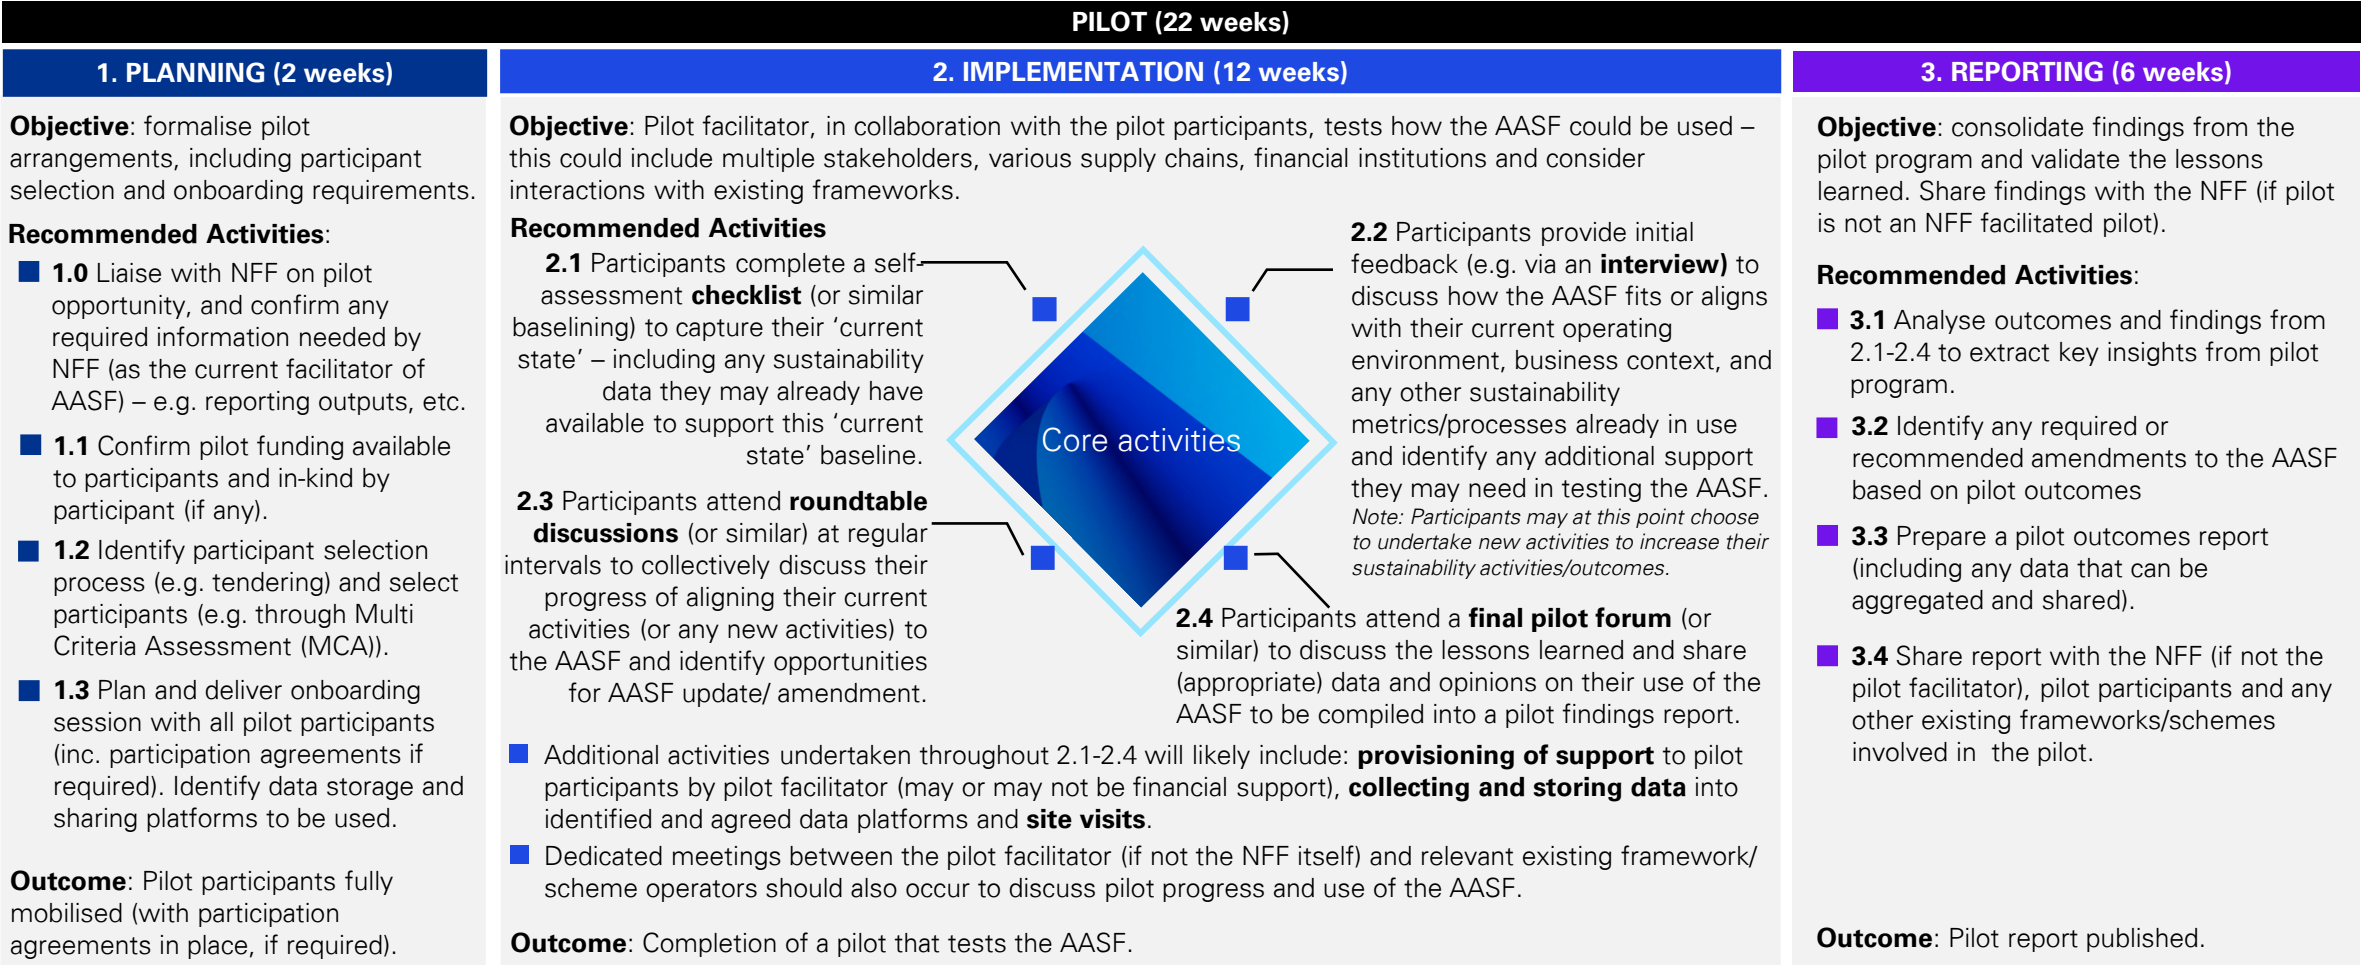 PILOT (22 weeks)
1. PLANNING (2 weeks)
Objective: formalise pilot
arrangements, including participant
selection and onboarding requirements.
Recommended Activities:
1.0 Liaise with NFF on pilot
opportunity, and confirm any
required information needed by
NFF (as the current facilitator of
AASF) – e.g. reporting outputs, etc.
1.1 Confirm pilot funding available
to participants and in-kind by
participant (if any).
1.2 Identify participant selection
process (e.g. tendering) and select
participants (e.g. through Multi
Criteria Assessment (MCA)).
1.3 Plan and deliver onboarding
session with all pilot participants
(inc. participation agreements if
required). Identify data storage and
sharing platforms to be used.
Outcome: Pilot participants fully
mobilised (with participation
agreements in place, if required).
2. IMPLEMENTATION (12 weeks)
Objective: Pilot facilitator, in collaboration with the pilot participants, tests how the AASF could be used –
this could include multiple stakeholders, various supply chains, financial institutions and consider
interactions with existing frameworks.
Recommended Activities
2.1 Participants complete a self-
assessment checklist (or similar
baselining) to capture their ‘current
state’ – including any sustainability
data they may already have
available to support this ‘current
state’ baseline.
2.2 Participants provide initial
feedback (e.g. via an interview) to
discuss how the AASF fits or aligns
with their current operating
environment, business context, and
any other sustainability
metrics/processes already in use
and identify any additional support
they may need in testing the AASF.
Note: Participants may at this point choose
to undertake new activities to increase their
sustainability activities/outcomes.
Core activities
2.3 Participants attend roundtable
discussions (or similar) at regular
intervals to collectively discuss their
progress of aligning their current
activities (or any new activities) to
the AASF and identify opportunities
for AASF update/ amendment.
2.4 Participants attend a final pilot forum (or
similar) to discuss the lessons learned and share
(appropriate) data and opinions on their use of the
AASF to be compiled into a pilot findings report.
Additional activities undertaken throughout 2.1-2.4 will likely include: provisioning of support to pilot
participants by pilot facilitator (may or may not be financial support), collecting and storing data into
identified and agreed data platforms and site visits.
Dedicated meetings between the pilot facilitator (if not the NFF itself) and relevant existing framework/
scheme operators should also occur to discuss pilot progress and use of the AASF.
Outcome: Completion of a pilot that tests the AASF.
3. REPORTING (6 weeks)
Objective: consolidate findings from the
pilot program and validate the lessons
learned. Share findings with the NFF (if pilot
is not an NFF facilitated pilot).
Recommended Activities:
3.1 Analyse outcomes and findings from
2.1-2.4 to extract key insights from pilot
program.
3.2 Identify any required or
recommended amendments to the AASF
based on pilot outcomes
3.3 Prepare a pilot outcomes report
(including any data that can be
aggregated and shared).
3.4 Share report with the NFF (if not the
pilot facilitator), pilot participants and any
other existing frameworks/schemes
involved in the pilot.
Outcome: Pilot report published.